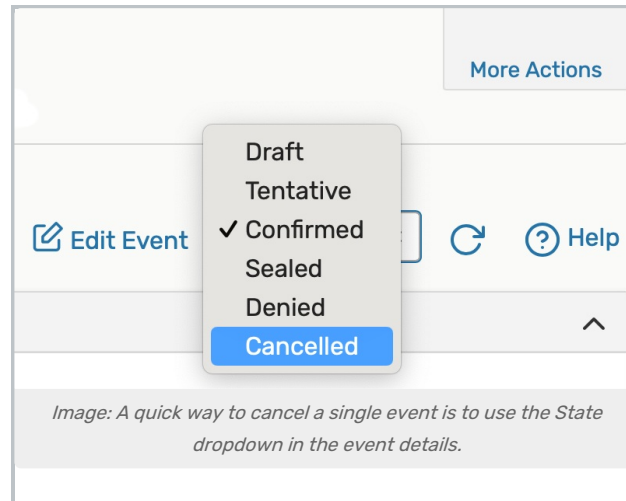 More Actions
Draft
Tentative
Edit Event ✓ Confirmed Help
Sealed
Denied
Cancelled
Image: A quick way to cancel a single event is to use the State
dropdown in the event details.